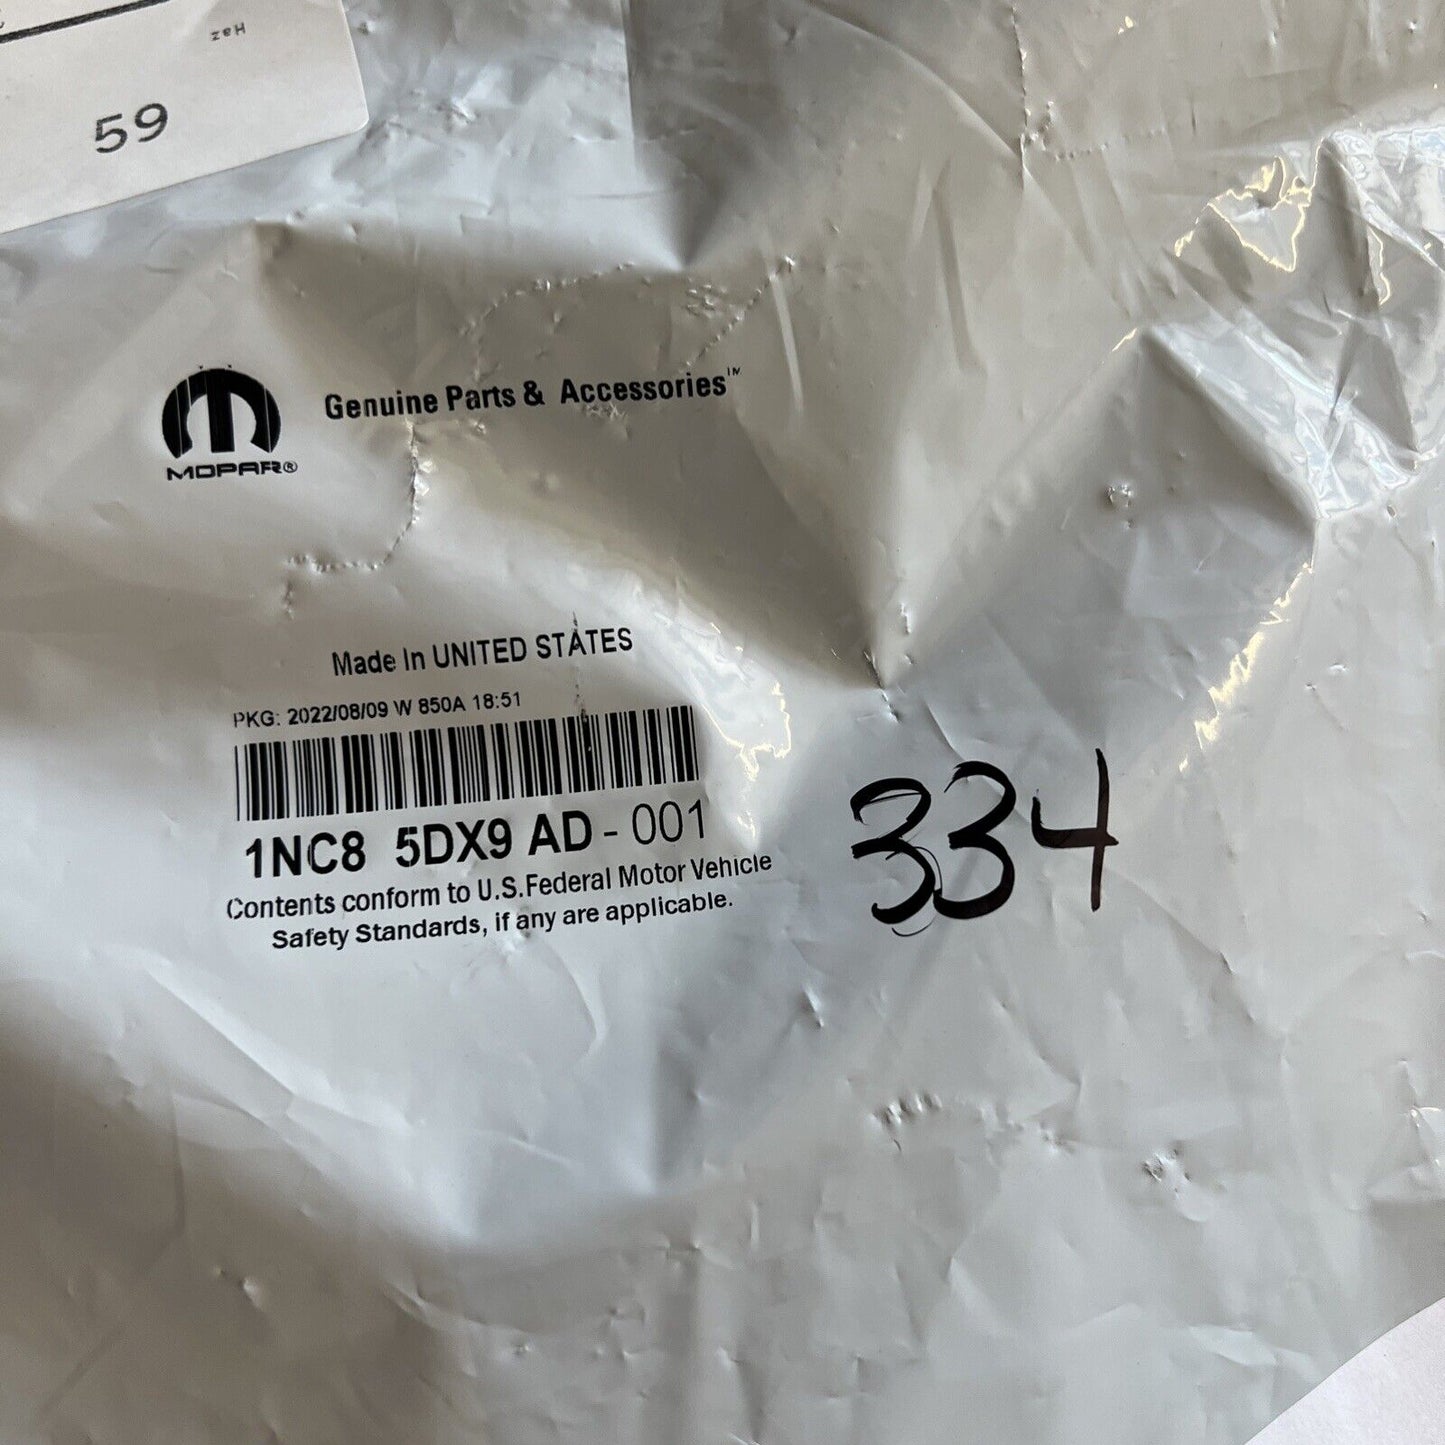 Haz
59
MOPAR®
Genuine Parts & Accessories™
Made In UNITED STATES
PKG: 2022/08/09 W 850A 18:51
1NC8 5DX9 AD - 001
Contents conform to U.S.Federal Motor Vehicle
Safety Standards, if any are applicable.
334